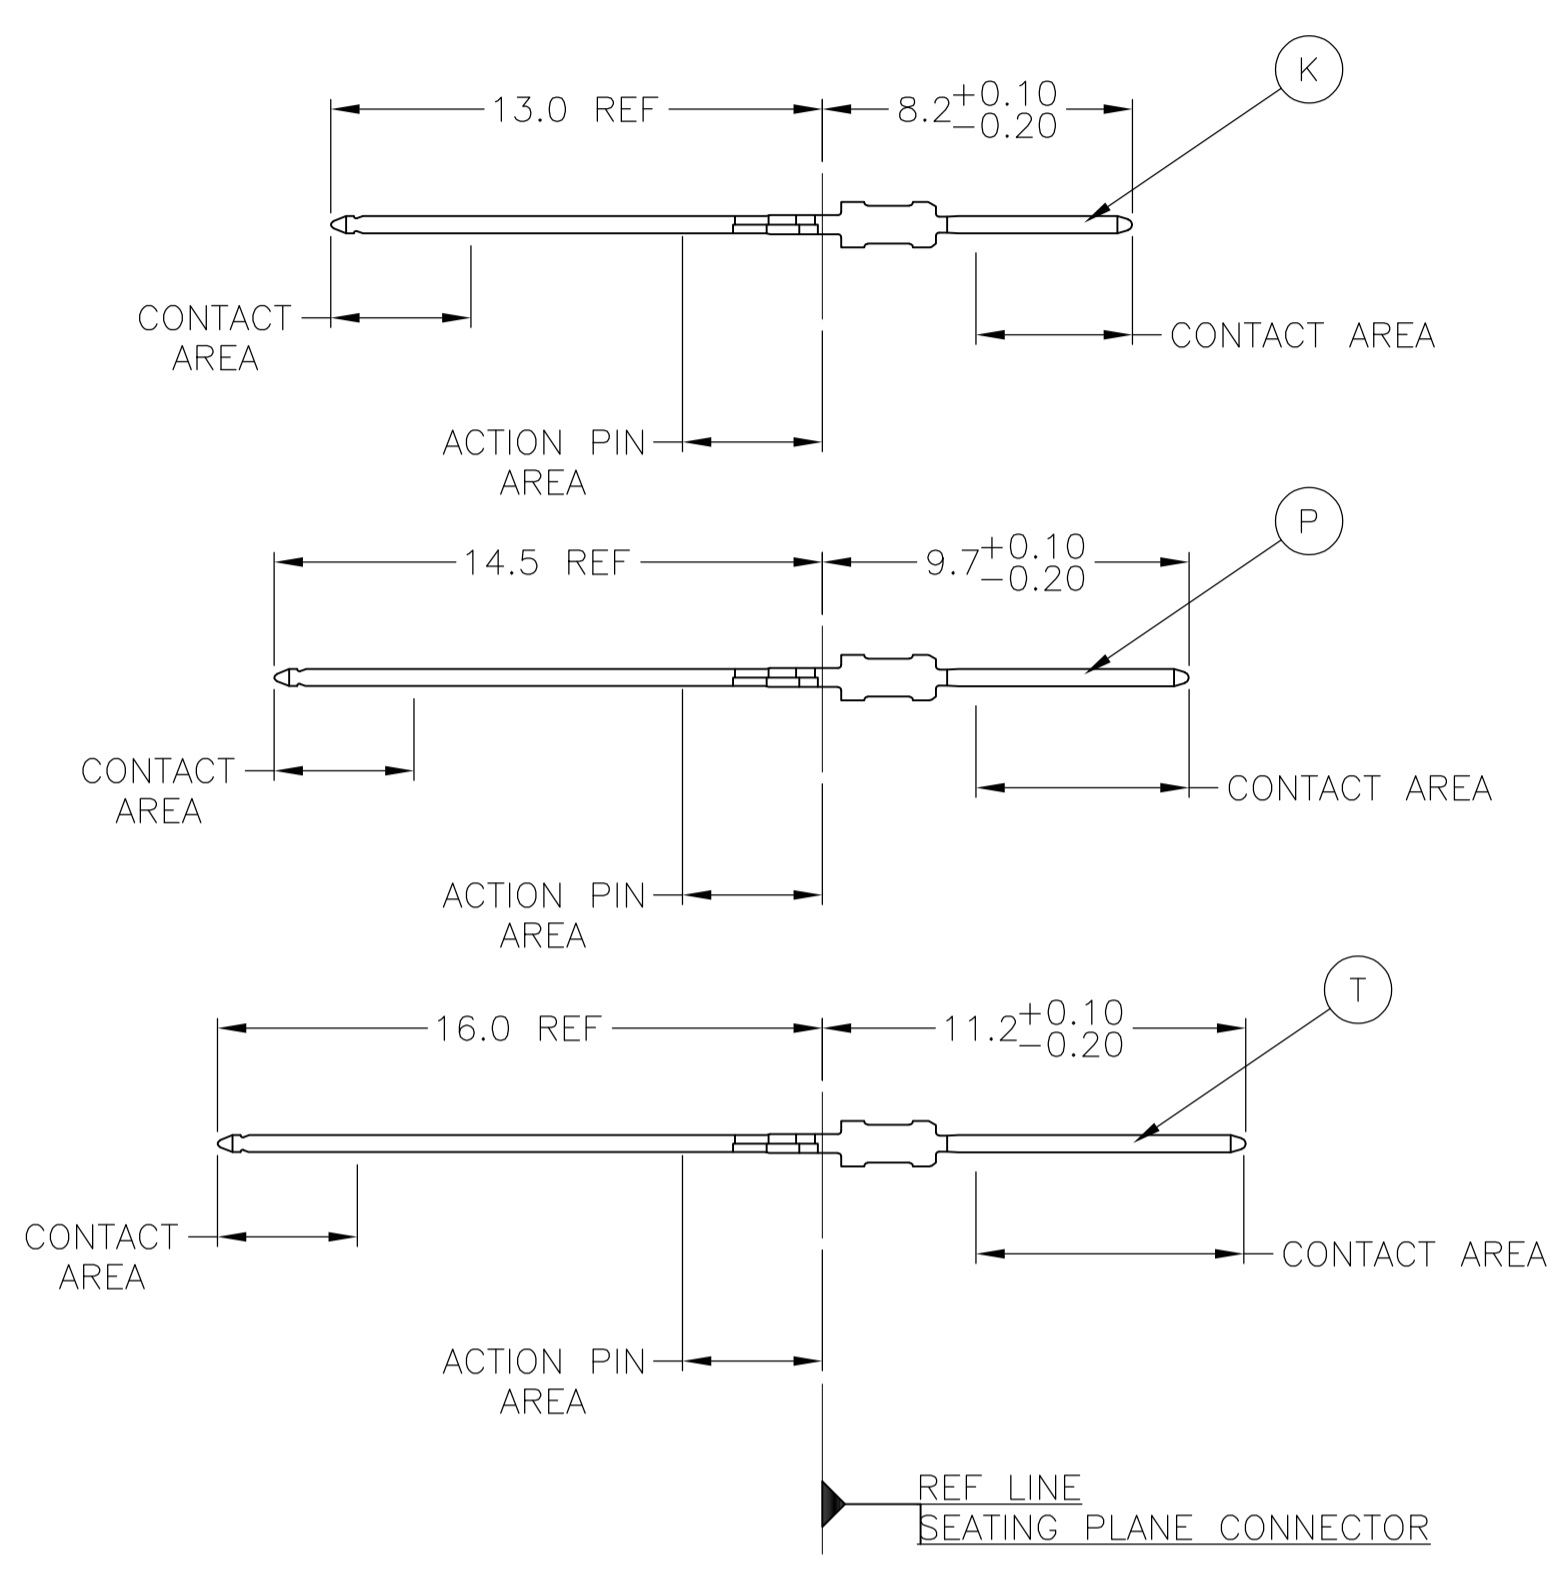 K
13.0 REF
8.2 +0.10
-0.20
CONTACT
AREA
CONTACT AREA
ACTION PIN
AREA
P
14.5 REF
9.7 +0.10
-0.20
CONTACT
AREA
CONTACT AREA
ACTION PIN
AREA
T
16.0 REF
11.2 +0.10
-0.20
CONTACT
AREA
CONTACT AREA
ACTION PIN
AREA
REF LINE
SEATING PLANE CONNECTOR